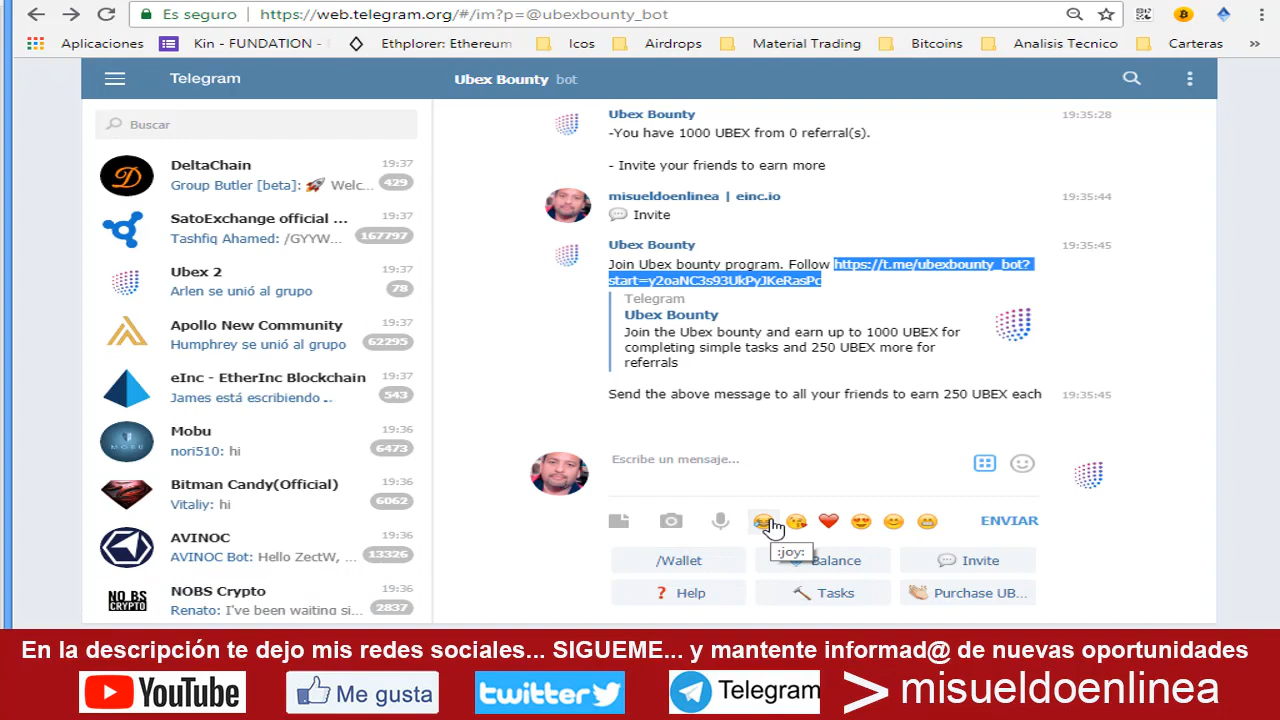 Es seguro | https://web.telegram.org/#/im?p=@ubexbounty_bot
Aplicaciones Kin - FUNDATION - Ethplorer: Ethereum Icos Airdrops Material Trading Bitcoins Analisis Tecnico Carteras »
Telegram
Ubex Bounty bot
Buscar
DeltaChain 19:37
Group Butler [beta]: 🚀 Welc... 429
SatoExchange official ... 19:37
Tashfiq Ahamed: /GYYW... 167797
Ubex 2 19:37
Arlen se unió al grupo 78
Apollo New Community 19:37
Humphrey se unió al grupo 62295
eInc - EtherInc Blockchain 19:37
James está escribiendo .. 543
Mobu 19:36
nori510: hi 6473
Bitman Candy(Official) 19:36
Vitaliy: hi 6062
AVINOC 19:36
AVINOC Bot: Hello ZectW, ... 13326
NO BS CRYPTO
NOBS Crypto 19:36
Renato: I've been waiting si... 2837
Ubex Bounty 19:35:28
-You have 1000 UBEX from 0 referral(s).
- Invite your friends to earn more
misueldoenlinea | einc.io 19:35:44
💬 Invite
Ubex Bounty 19:35:45
Join Ubex bounty program. Follow https://t.me/ubexbounty_bot?
start=y2oaNC3s93UkPyJKeRasPc
Telegram
Ubex Bounty
Join the Ubex bounty and earn up to 1000 UBEX for
completing simple tasks and 250 UBEX more for
referrals
Send the above message to all your friends to earn 250 UBEX each 19:35:45
Escribe un mensaje...
ENVIAR
:joy:
/Wallet Balance 💬 Invite
❓ Help 🔨 Tasks 👏 Purchase UB...
En la descripción te dejo mis redes sociales... SIGUEME... y mantente informad@ de nuevas oportunidades
YouTube Me gusta twitter Telegram > misueldoenlinea